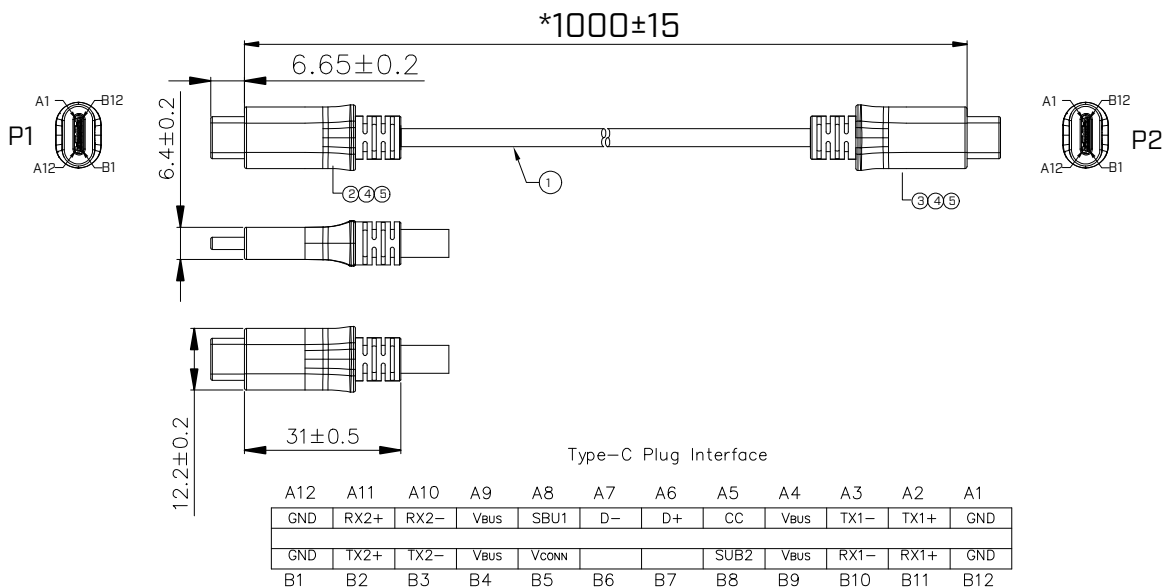 *1000±15
6.65±0.2
A1 B12
P1
A12 B1
6.4±0.2
A1 B12
P2
A12 B1
1
2 4 5
3 4 5
12.2±0.2
31±0.5
Type-C Plug Interface
A12 A11 A10 A9 A8 A7 A6 A5 A4 A3 A2 A1
GND RX2+ RX2- VBUS SBU1 D- D+ CC VBUS TX1- TX1+ GND
GND TX2+ TX2- VBUS VCONN SUB2 VBUS RX1- RX1+ GND
B1 B2 B3 B4 B5 B6 B7 B8 B9 B10 B11 B12